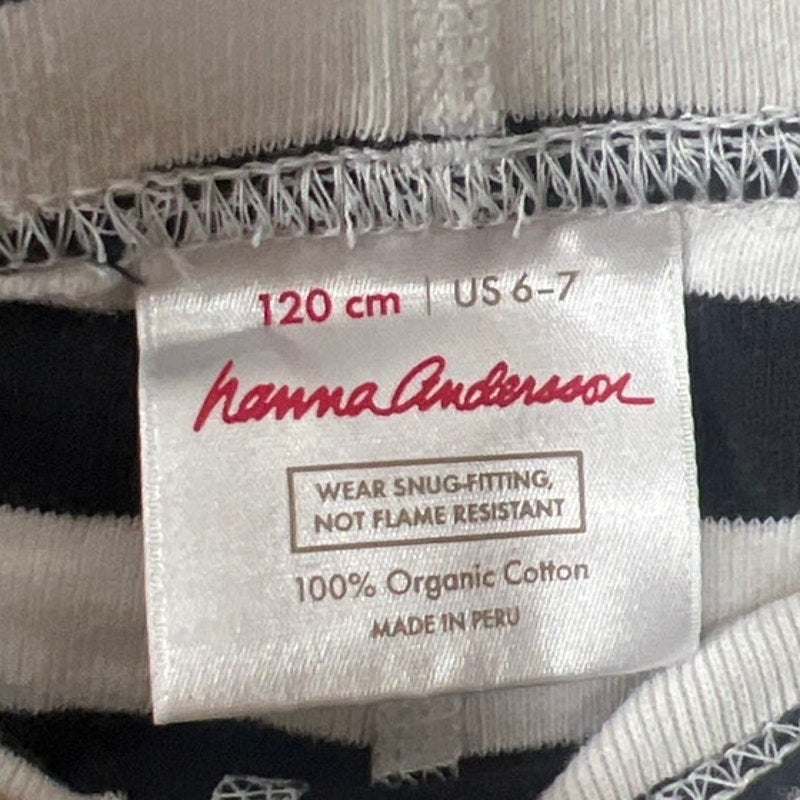 120 cm | US 6–7
hanna Andersson
WEAR SNUG-FITTING,
NOT FLAME RESISTANT
100% Organic Cotton
MADE IN PERU